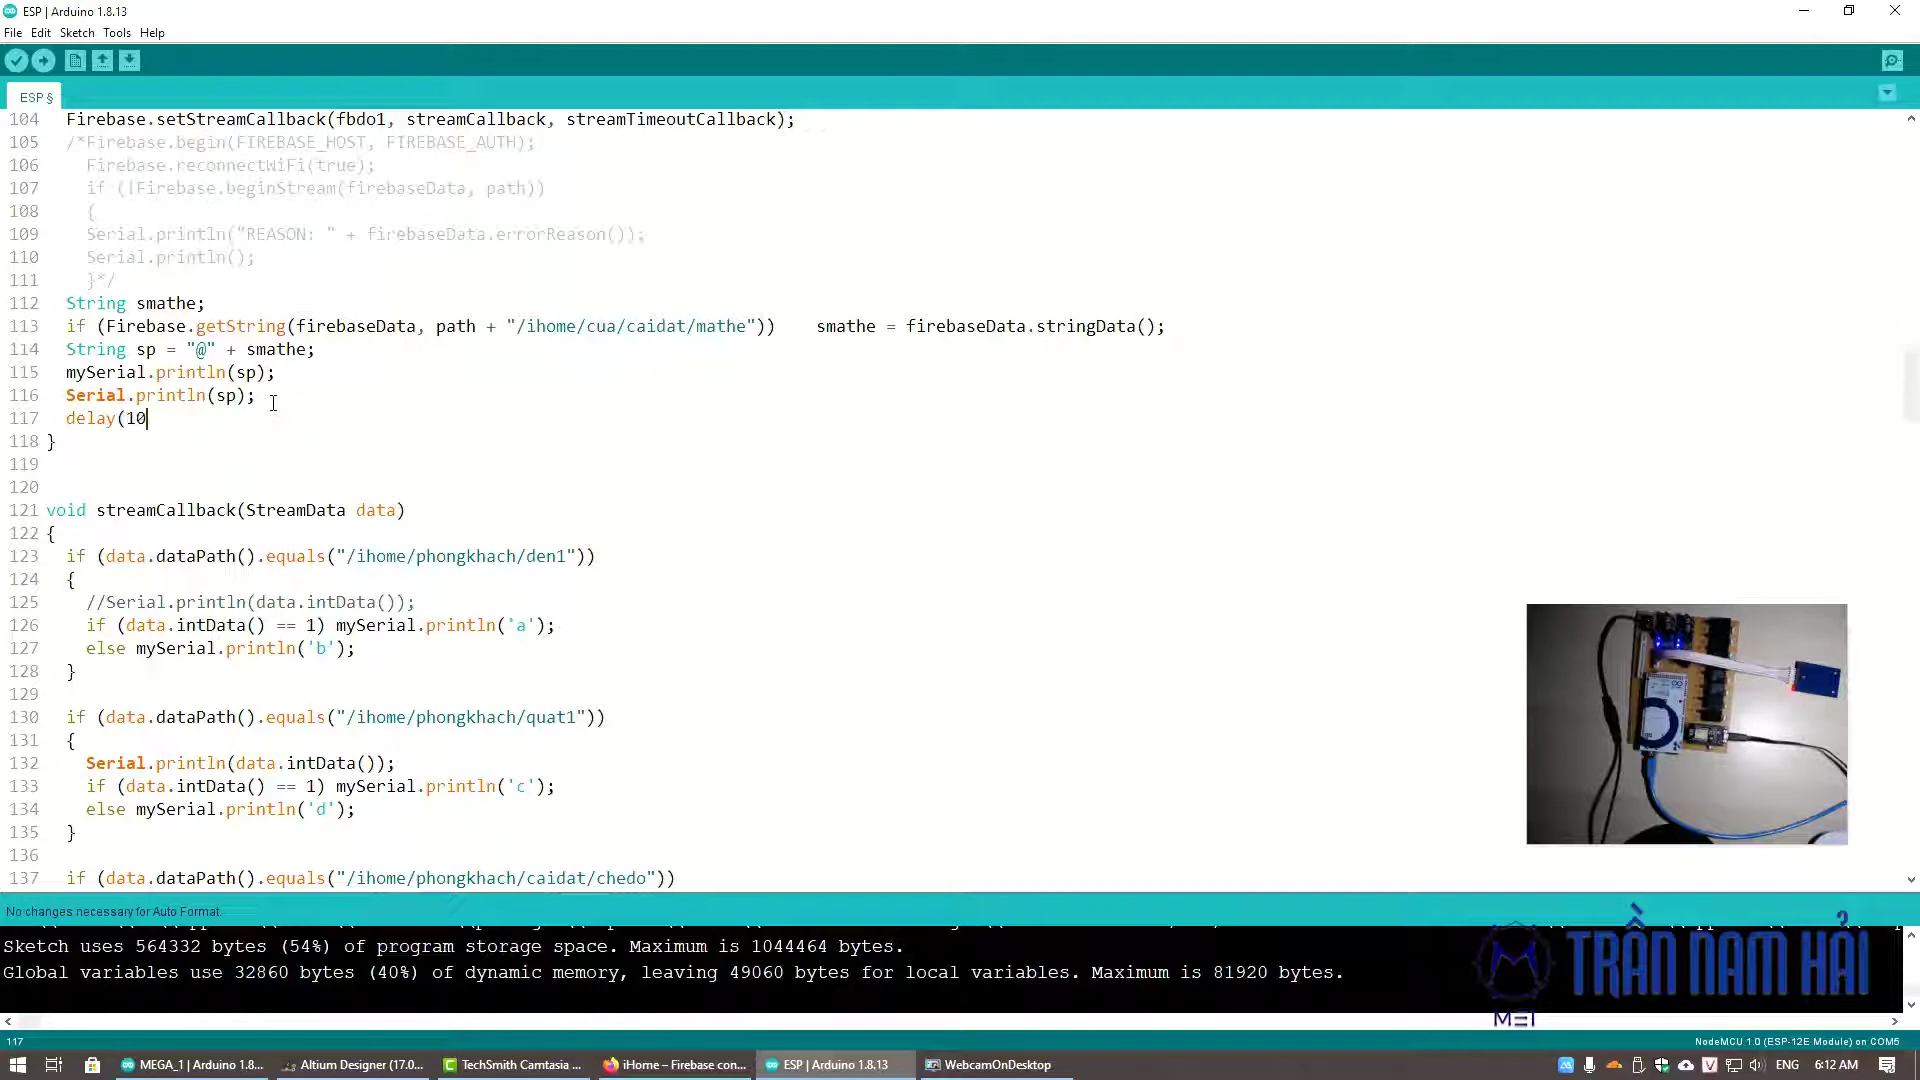 ESP | Arduino 1.8.13
File Edit Sketch Tools Help
ESP §
104 Firebase.setStreamCallback(fbdo1, streamCallback, streamTimeoutCallback);
105 /*Firebase.begin(FIREBASE_HOST, FIREBASE_AUTH);
106 Firebase.reconnectWiFi(true);
107 if (!Firebase.beginStream(firebaseData, path))
108 {
109 Serial.println("REASON: " + firebaseData.errorReason());
110 Serial.println();
111 }*/
112 String smathe;
113 if (Firebase.getString(firebaseData, path + "/ihome/cua/caidat/mathe")) smathe = firebaseData.stringData();
114 String sp = "@" + smathe;
115 mySerial.println(sp);
116 Serial.println(sp);
117 delay(10
118 }
119
120
121 void streamCallback(StreamData data)
122 {
123 if (data.dataPath().equals("/ihome/phongkhach/den1"))
124 {
125 //Serial.println(data.intData());
126 if (data.intData() == 1) mySerial.println('a');
127 else mySerial.println('b');
128 }
129
130 if (data.dataPath().equals("/ihome/phongkhach/quat1"))
131 {
132 Serial.println(data.intData());
133 if (data.intData() == 1) mySerial.println('c');
134 else mySerial.println('d');
135 }
136
137 if (data.dataPath().equals("/ihome/phongkhach/caidat/chedo"))
No changes necessary for Auto Format.
Sketch uses 564332 bytes (54%) of program storage space. Maximum is 1044464 bytes.
Global variables use 32860 bytes (40%) of dynamic memory, leaving 49060 bytes for local variables. Maximum is 81920 bytes.
TRẦN NAM HẢI
MEI
117
NodeMCU 1.0 (ESP-12E Module) on COM5
MEGA_1 | Arduino 1.8... Altium Designer (17.0... TechSmith Camtasia ... iHome – Firebase con... ESP | Arduino 1.8.13 WebcamOnDesktop ENG 6:12 AM